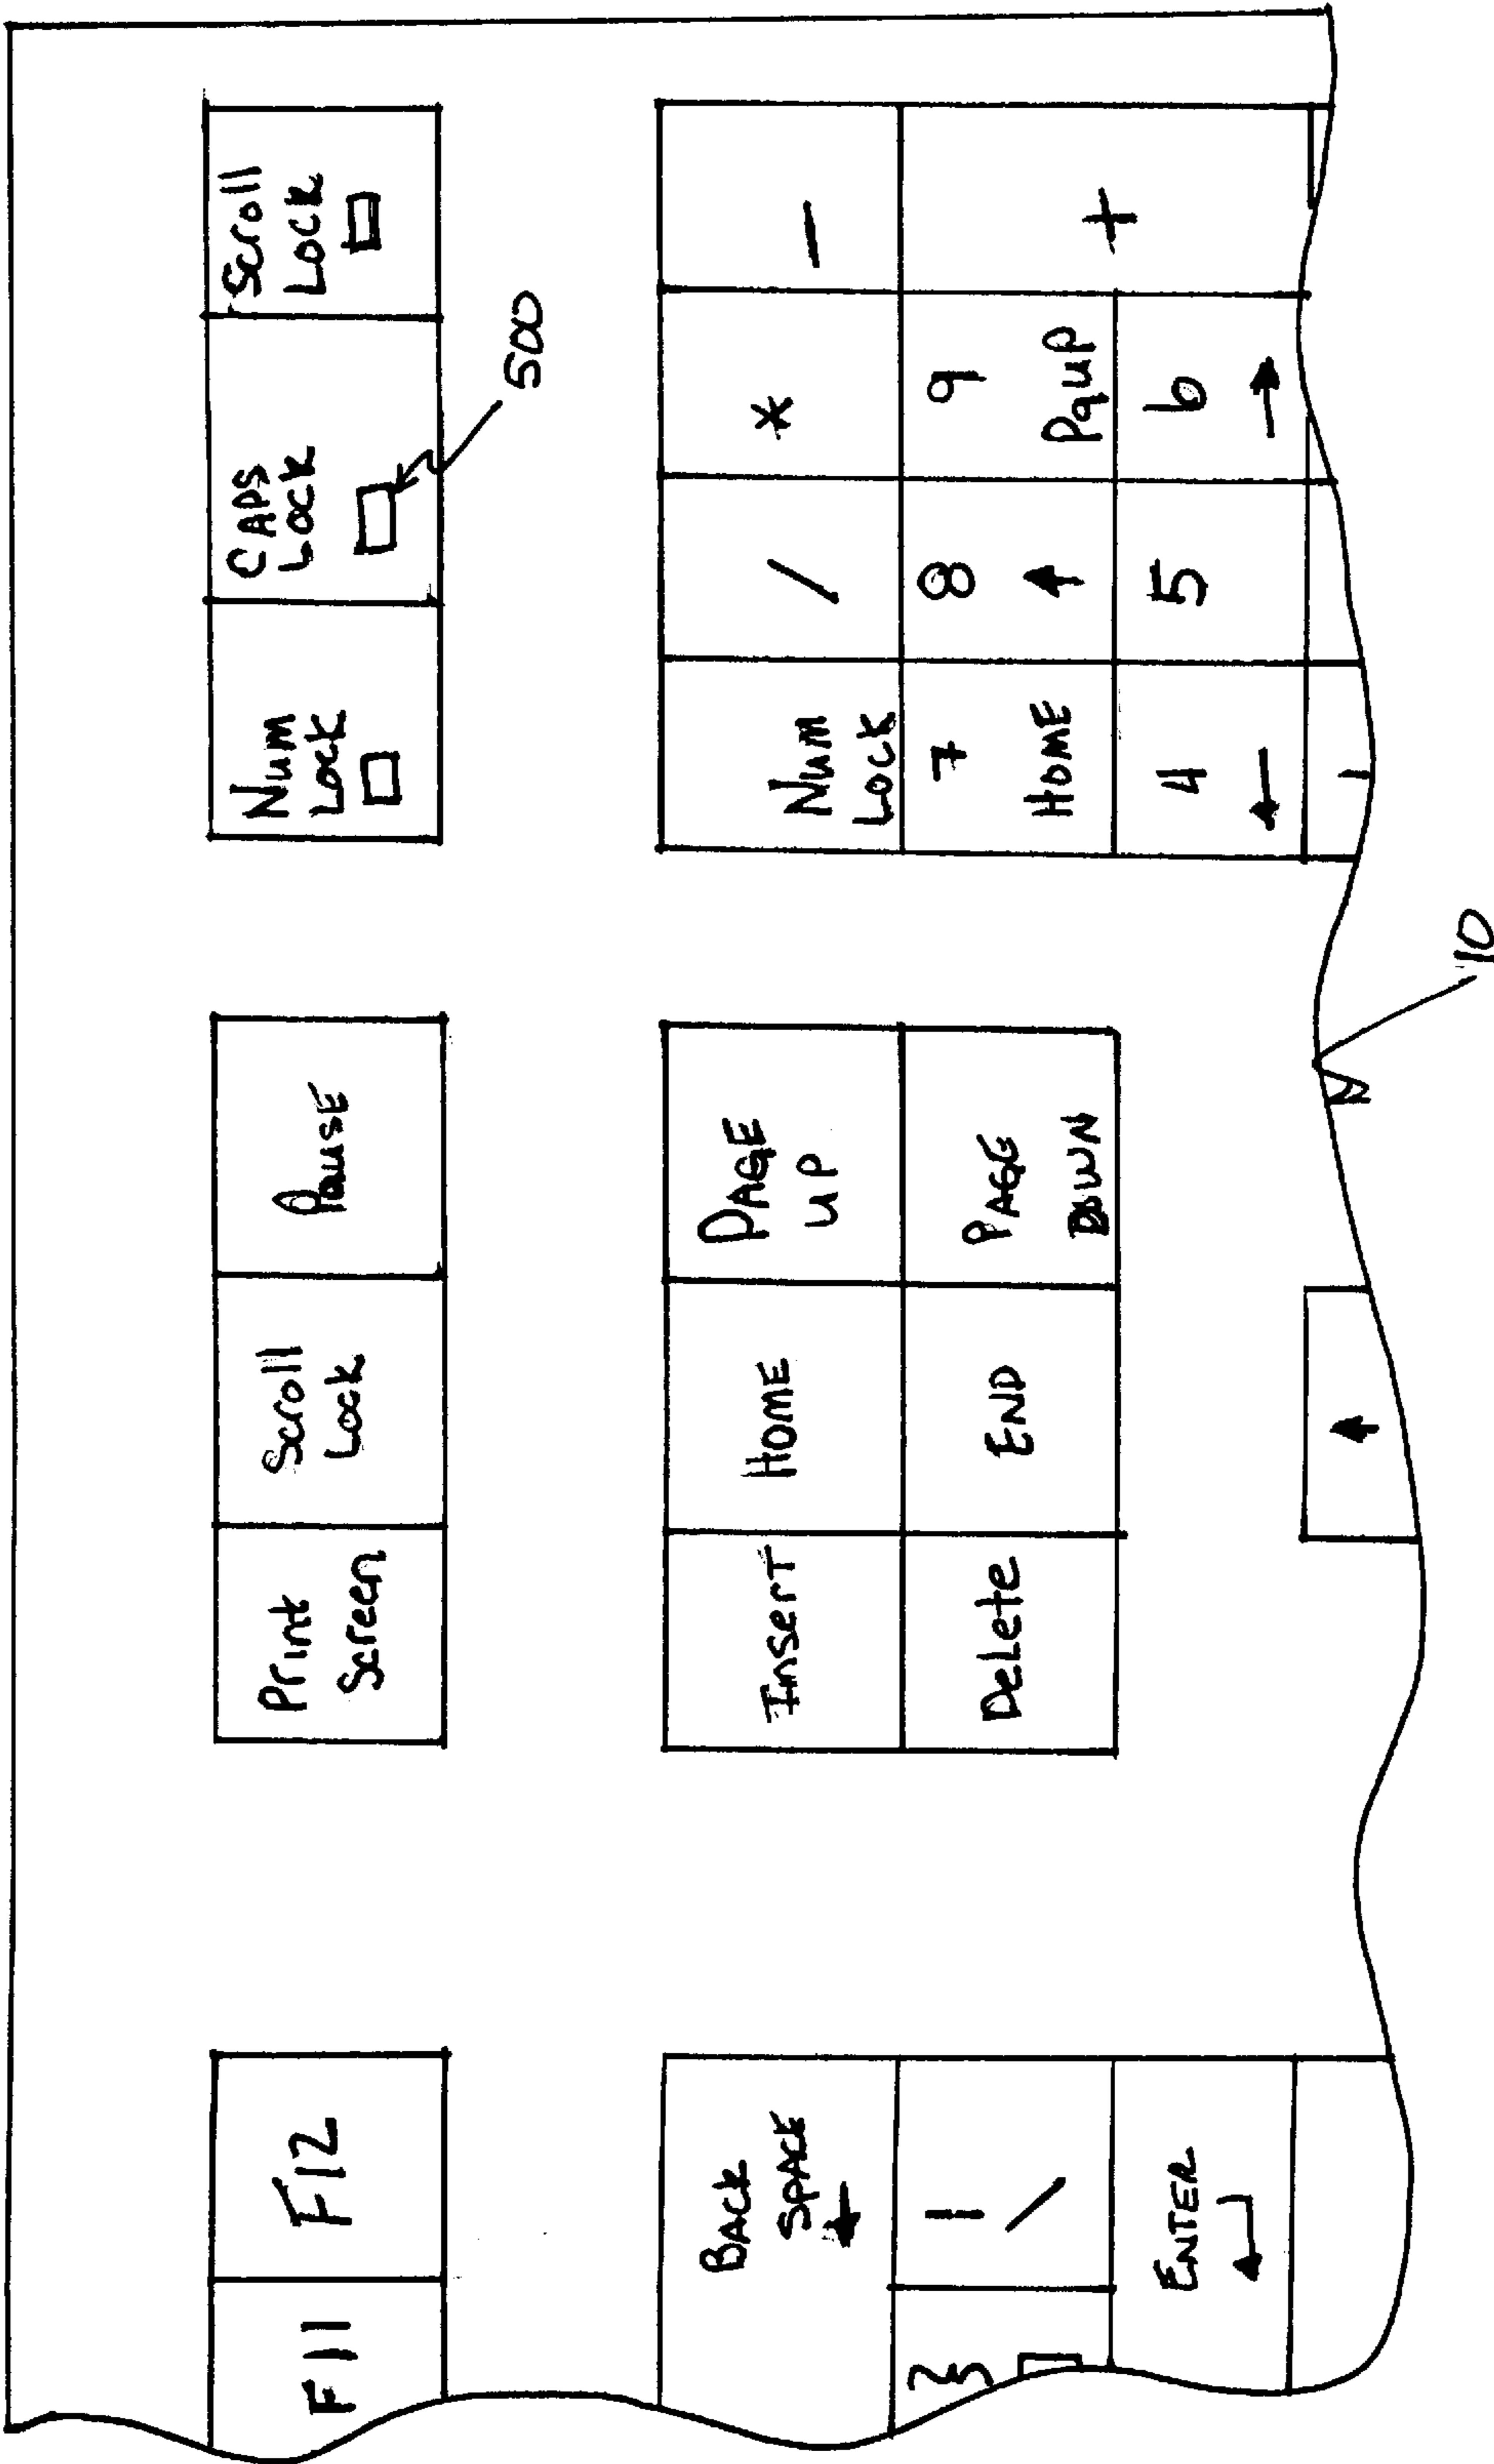 F11
F12
Print
Screen
Scroll
Lock
Pause
Num
Lock
CAPS
Lock
Scroll
Lock
500
BACK
SPACE
←
Insert
HOME
PAGE
UP
Num
LOCK
/
*
–
}
]
|
\
Delete
END
PAGE
DOWN
7
HOME
8
↑
9
Pgup
+
ENTER
↵
4
←
5
6
→
↑
1
10